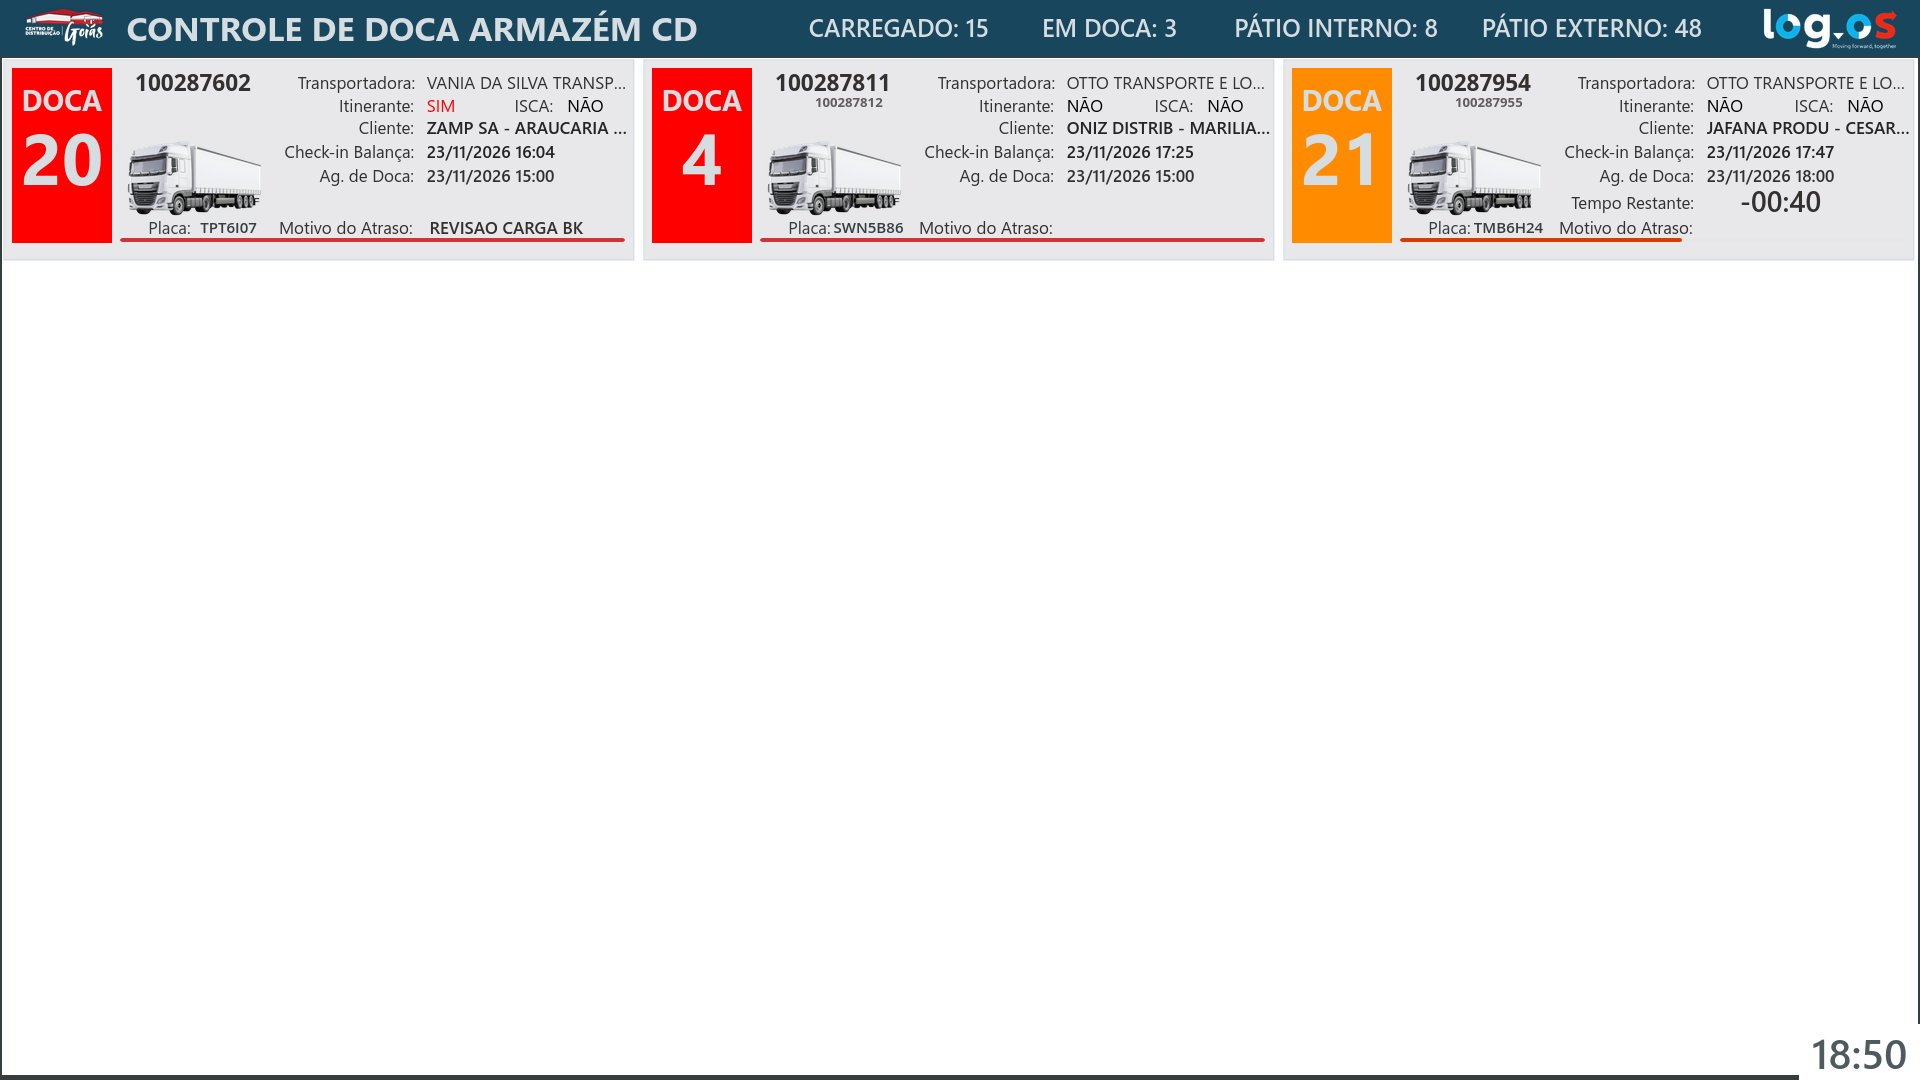 CENTRO DE
DISTRIBUIÇÃO
Goiás
CONTROLE DE DOCA ARMAZÉM CD
CARREGADO: 15
EM DOCA: 3
PÁTIO INTERNO: 8
PÁTIO EXTERNO: 48
log.os
Moving forward, together
DOCA
20
100287602
Transportadora: VANIA DA SILVA TRANSP...
Itinerante: SIM ISCA: NÃO
Cliente: ZAMP SA - ARAUCARIA ...
Check-in Balança: 23/11/2026 16:04
Ag. de Doca: 23/11/2026 15:00
Placa: TPT6I07 Motivo do Atraso: REVISAO CARGA BK
DOCA
4
100287811
100287812
Transportadora: OTTO TRANSPORTE E LO...
Itinerante: NÃO ISCA: NÃO
Cliente: ONIZ DISTRIB - MARILIA...
Check-in Balança: 23/11/2026 17:25
Ag. de Doca: 23/11/2026 15:00
Placa: SWN5B86 Motivo do Atraso:
DOCA
21
100287954
100287955
Transportadora: OTTO TRANSPORTE E LO...
Itinerante: NÃO ISCA: NÃO
Cliente: JAFANA PRODU - CESAR...
Check-in Balança: 23/11/2026 17:47
Ag. de Doca: 23/11/2026 18:00
Tempo Restante: -00:40
Placa: TMB6H24 Motivo do Atraso:
18:50